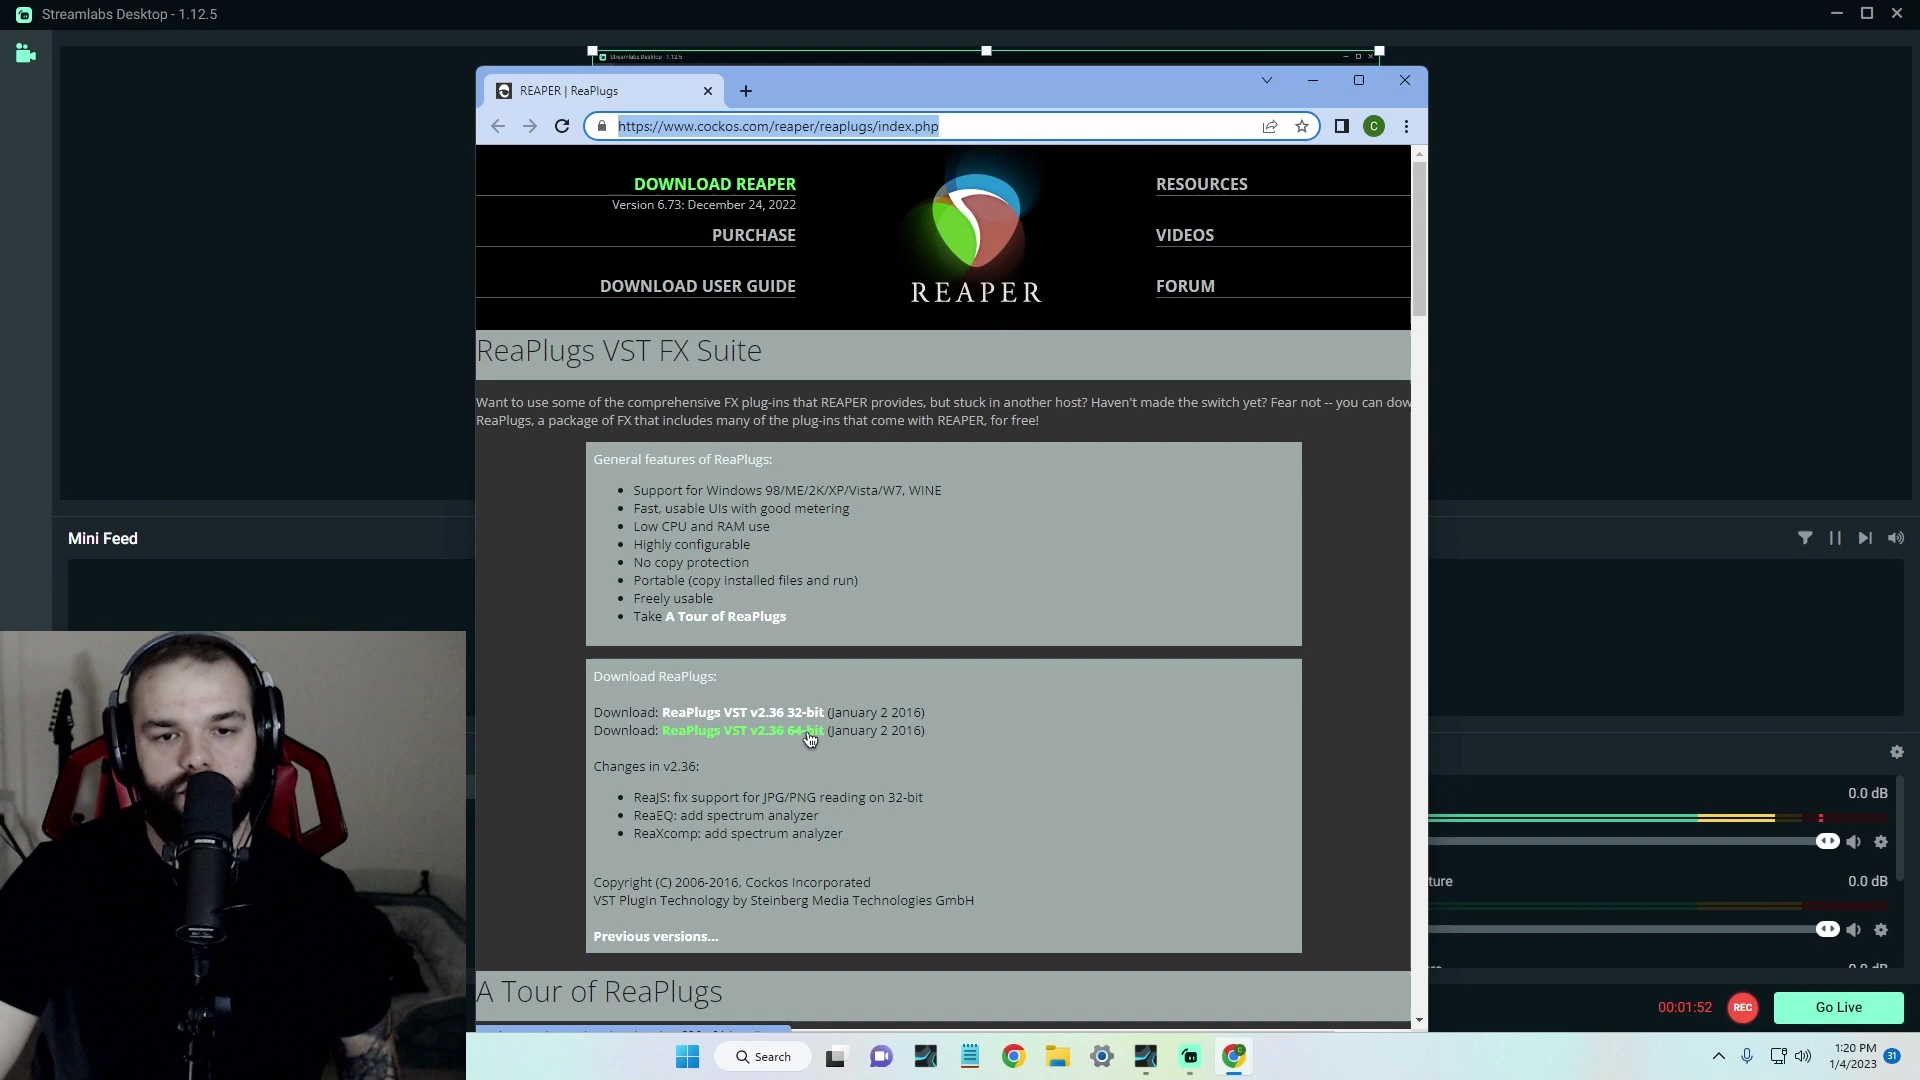 Streamlabs Desktop - 1.12.5
Streamlabs Desktop - 1.12.5
REAPER | ReaPlugs
https://www.cockos.com/reaper/reaplugs/index.php
C
DOWNLOAD REAPER
Version 6.73: December 24, 2022
PURCHASE
DOWNLOAD USER GUIDE
REAPER
RESOURCES
VIDEOS
FORUM
ReaPlugs VST FX Suite
Want to use some of the comprehensive FX plug-ins that REAPER provides, but stuck in another host? Haven't made the switch yet? Fear not -- you can dow
ReaPlugs, a package of FX that includes many of the plug-ins that come with REAPER, for free!
General features of ReaPlugs:
Support for Windows 98/ME/2K/XP/Vista/W7, WINE
Fast, usable UIs with good metering
Low CPU and RAM use
Highly configurable
No copy protection
Portable (copy installed files and run)
Freely usable
Take A Tour of ReaPlugs
Download ReaPlugs:
Download: ReaPlugs VST v2.36 32-bit (January 2 2016)
Download: ReaPlugs VST v2.36 64-bit (January 2 2016)
Changes in v2.36:
ReaJS: fix support for JPG/PNG reading on 32-bit
ReaEQ: add spectrum analyzer
ReaXcomp: add spectrum analyzer
Copyright (C) 2006-2016, Cockos Incorporated
VST PlugIn Technology by Steinberg Media Technologies GmbH
Previous versions...
A Tour of ReaPlugs
Mini Feed
0.0 dB
ture
0.0 dB
00:01:52
REC
Go Live
Search
1:20 PM
1/4/2023
31